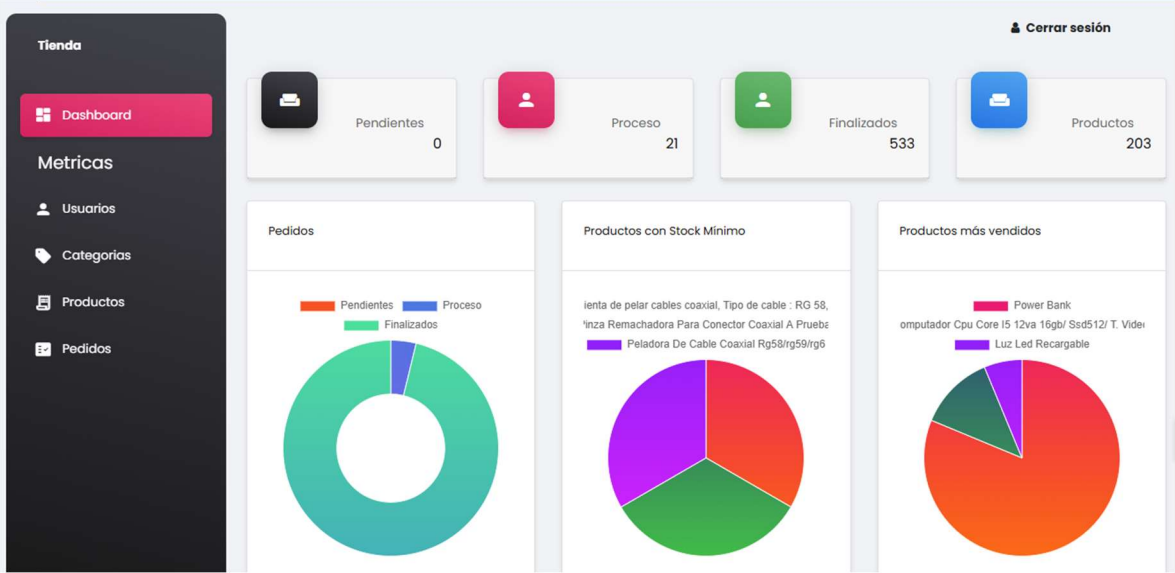 Tienda
Cerrar sesión
Dashboard
Metricas
Usuarios
Categorias
Productos
Pedidos
Pendientes
0
Proceso
21
Finalizados
533
Productos
203
Pedidos
Pendientes Proceso
Finalizados
Productos con Stock Mínimo
ienta de pelar cables coaxial, Tipo de cable : RG 58,
inza Remachadora Para Conector Coaxial A Prueba
Peladora De Cable Coaxial Rg58/rg59/rg6
Productos más vendidos
Power Bank
omputador Cpu Core I5 12va 16gb/ Ssd512/ T. Vide
Luz Led Recargable